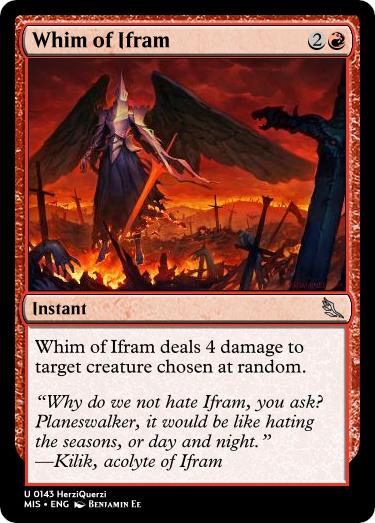 Whim of Ifram 2
Instant
Whim of Ifram deals 4 damage to
target creature chosen at random.
“Why do we not hate Ifram, you ask?
Planeswalker, it would be like hating
the seasons, or day and night.”
—Kilik, acolyte of Ifram
U 0143 HerziQuerzi
MIS • ENG Benjamin Ee